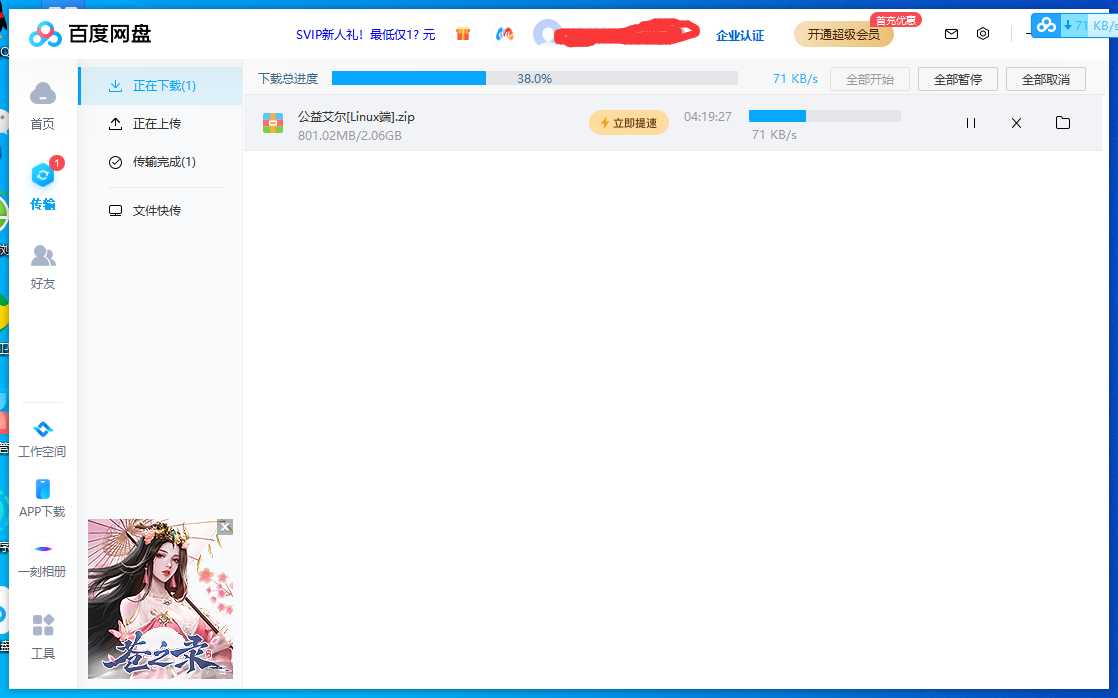 百度网盘
SVIP新人礼！最低仅1? 元
企业认证
开通超级会员
首充优惠
71 KB/s
首页
1
传输
好友
工作空间
APP下载
一刻相册
工具
正在下载(1)
正在上传
传输完成(1)
文件快传
苍之录
下载总进度
38.0%
71 KB/s
全部开始
全部暂停
全部取消
公益艾尔[Linux端].zip
801.02MB/2.06GB
立即提速
04:19:27
71 KB/s